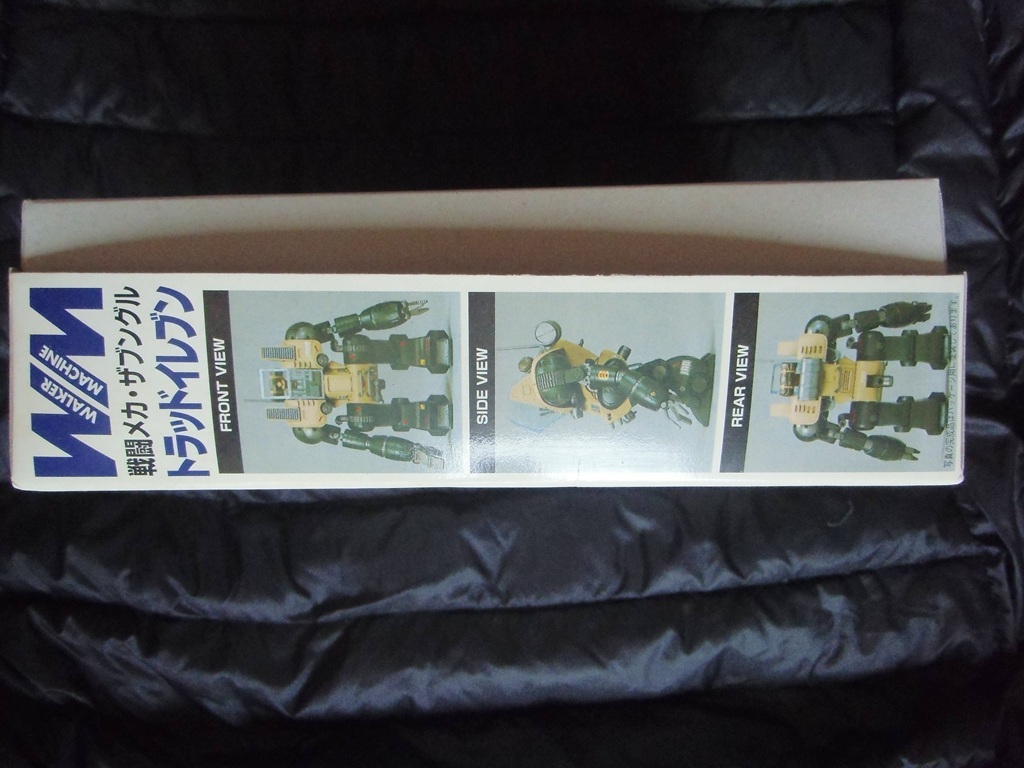 WM
WALKER
MACHINE
戦闘メカ・ザブングル
トラッドイレブン
FRONT VIEW
SIDE VIEW
REAR VIEW